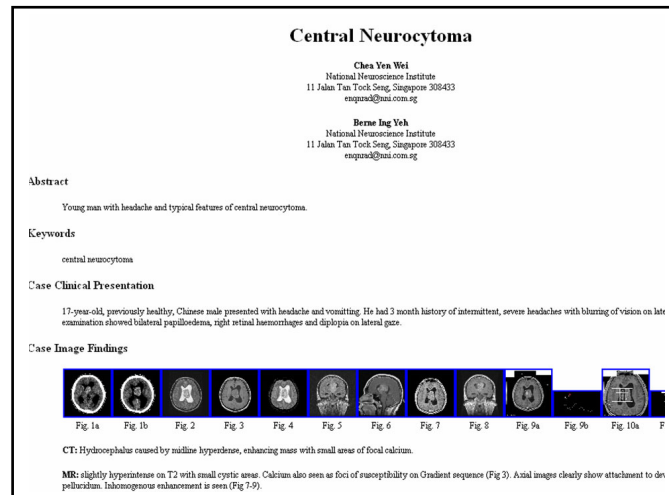 Central Neurocytoma
Chea Yen Wei
National Neuroscience Institute
11 Jalan Tan Tock Seng, Singapore 308433
enqnrad@nni.com.sg
Berne Ing Yeh
National Neuroscience Institute
11 Jalan Tan Tock Seng, Singapore 308433
enqnrad@nni.com.sg
Abstract
Young man with headache and typical features of central neurocytoma.
Keywords
central neurocytoma
Case Clinical Presentation
17-year-old, previously healthy, Chinese male presented with headache and vomitting. He had 3 month history of intermittent, severe headaches with blurring of vision on late
examination showed bilateral papilloedema, right retinal haemorrhages and diplopia on lateral gaze.
Case Image Findings
Fig. 1a Fig. 1b Fig. 2 Fig. 3 Fig. 4 Fig. 5 Fig. 6 Fig. 7 Fig. 8 Fig. 9a Fig. 9b Fig. 10a F
CT: Hydrocephalus caused by midline hyperdense, enhancing mass with small areas of focal calcium.
MR: slightly hyperintense on T2 with small cystic areas. Calcium also seen as foci of susceptibility on Gradient sequence (Fig 3). Axial images clearly show attachment to
pellucidum. Inhomogenous enhancement is seen (Fig 7-9).